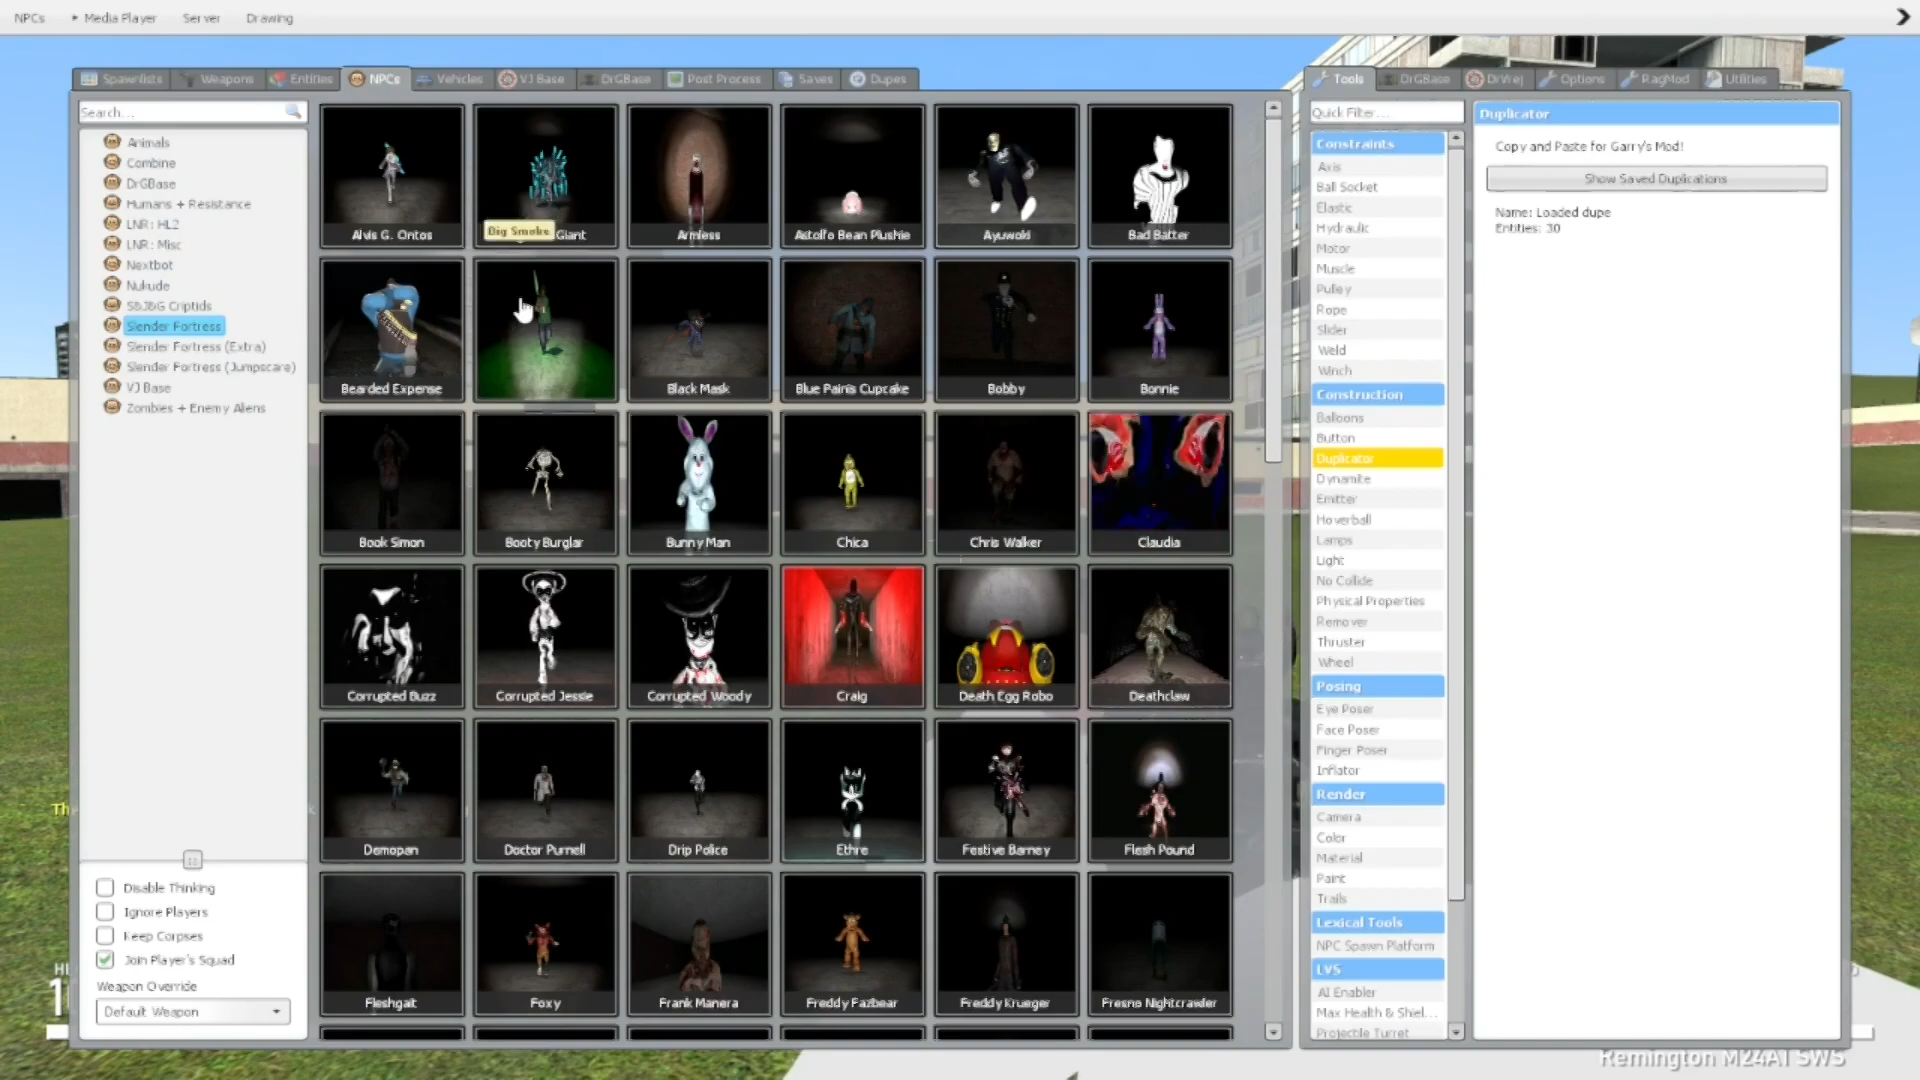 NPCs Media Player Server Drawing
Spawnlists Weapons Entities NPCs Vehicles VJ Base DrGBase Post Process Saves Dupes
Tools DrGBase DrVrej Options RagMod Utilities
Search...
Animals
Combine
DrGBase
Humans + Resistance
LNR: HL2
LNR: Misc
Nextbot
Nukude
S&J&G Criptids
Slender Fortress
Slender Fortress (Extra)
Slender Fortress (Jumpscare)
VJ Base
Zombies + Enemy Aliens
Disable Thinking
Ignore Players
Keep Corpses
Join Player's Squad
Weapon Override
Default Weapon
Alvis G. Ontos
Big Smoke
Giant
Armless
Astolfo Bean Plushie
Ayuwoki
Bad Batter
Bearded Expense
Black Mask
Blue Painis Cupcake
Bobby
Bonnie
Book Simon
Booty Burglar
Bunny Man
Chica
Chris Walker
Claudia
Corrupted Buzz
Corrupted Jessie
Corrupted Woody
Craig
Death Egg Robo
Deathclaw
Demopan
Doctor Purnell
Drip Police
Ethre
Festive Barney
Flesh Pound
Fleshgait
Foxy
Frank Manera
Freddy Fazbear
Freddy Krueger
Fresno Nightcrawler
Quick Filter...
Constraints
Axis
Ball Socket
Elastic
Hydraulic
Motor
Muscle
Pulley
Rope
Slider
Weld
Winch
Construction
Balloons
Button
Duplicator
Dynamite
Emitter
Hoverball
Lamps
Light
No Collide
Physical Properties
Remover
Thruster
Wheel
Posing
Eye Poser
Face Poser
Finger Poser
Inflator
Render
Camera
Color
Material
Paint
Trails
Lexical Tools
NPC Spawn Platform
LVS
AI Enabler
Max Health & Shiel...
Projectile Turret
Duplicator
Copy and Paste for Garry's Mod!
Show Saved Duplications
Name: Loaded dupe
Entities: 30
Remington M24A1 SWS